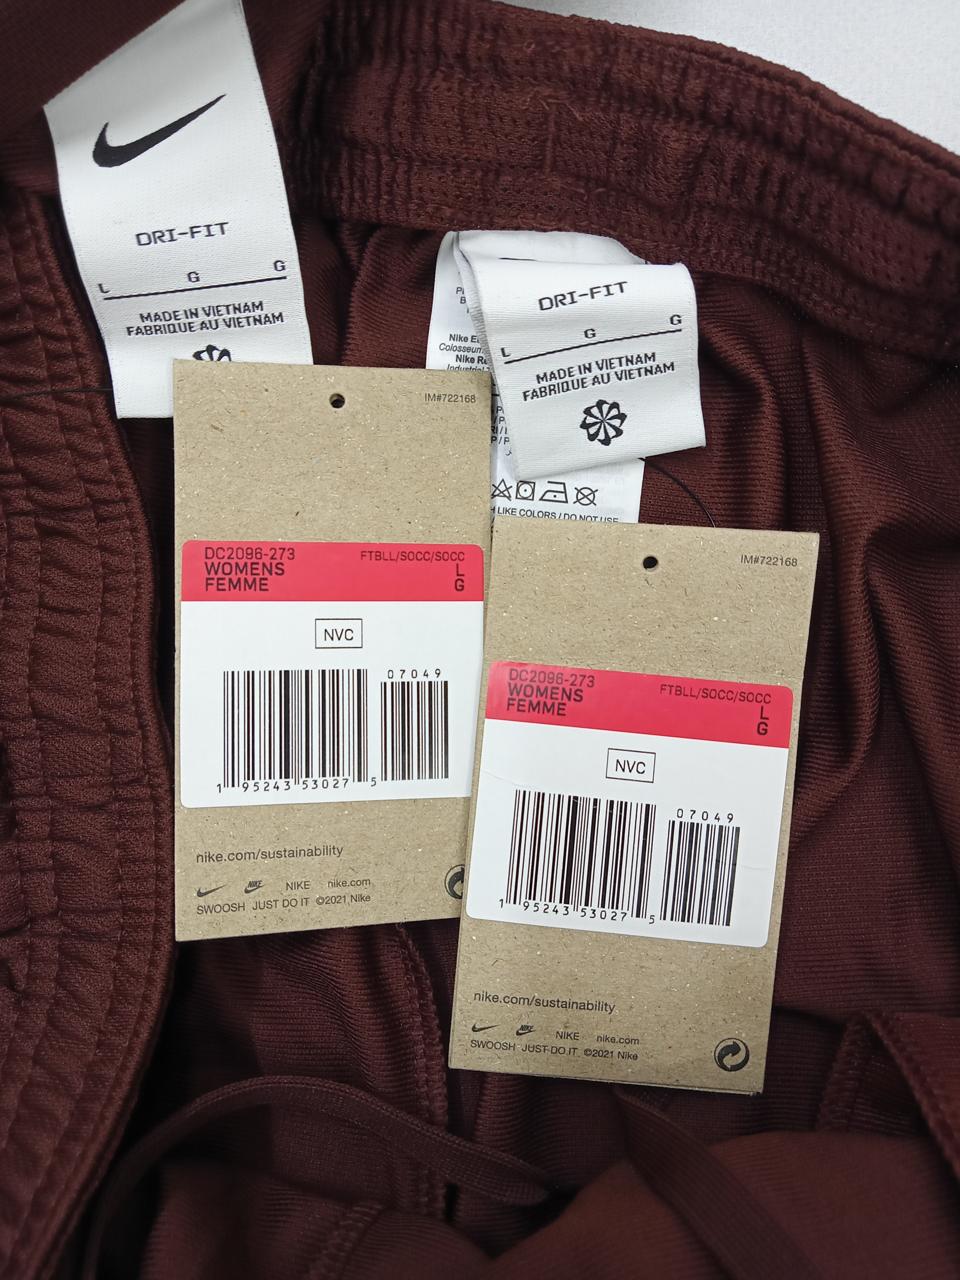 DRI-FIT
L G G
MADE IN VIETNAM
FABRIQUE AU VIETNAM
DRI-FIT
L G G
MADE IN VIETNAM
FABRIQUE AU VIETNAM
Nike
Colosseum
Nike
LIKE COLORS / DO NOT USE
IM#722168
DC2096-273 FTBLL/SOCC/SOCC
WOMENS L
FEMME G
NVC
07049
1 95243 53027 5
nike.com/sustainability
NIKE nike.com
SWOOSH JUST DO IT ©2021 Nike
IM#722168
DC2096-273 FTBLL/SOCC/SOCC
WOMENS L
FEMME G
NVC
07049
1 95243 53027 5
nike.com/sustainability
NIKE nike.com
SWOOSH JUST DO IT ©2021 Nike